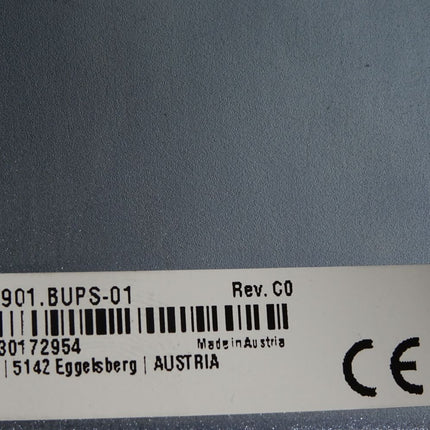 901.BUPS-01 Rev. C0
30172954 Made in Austria
| 5142 Eggelsberg | AUSTRIA
CE